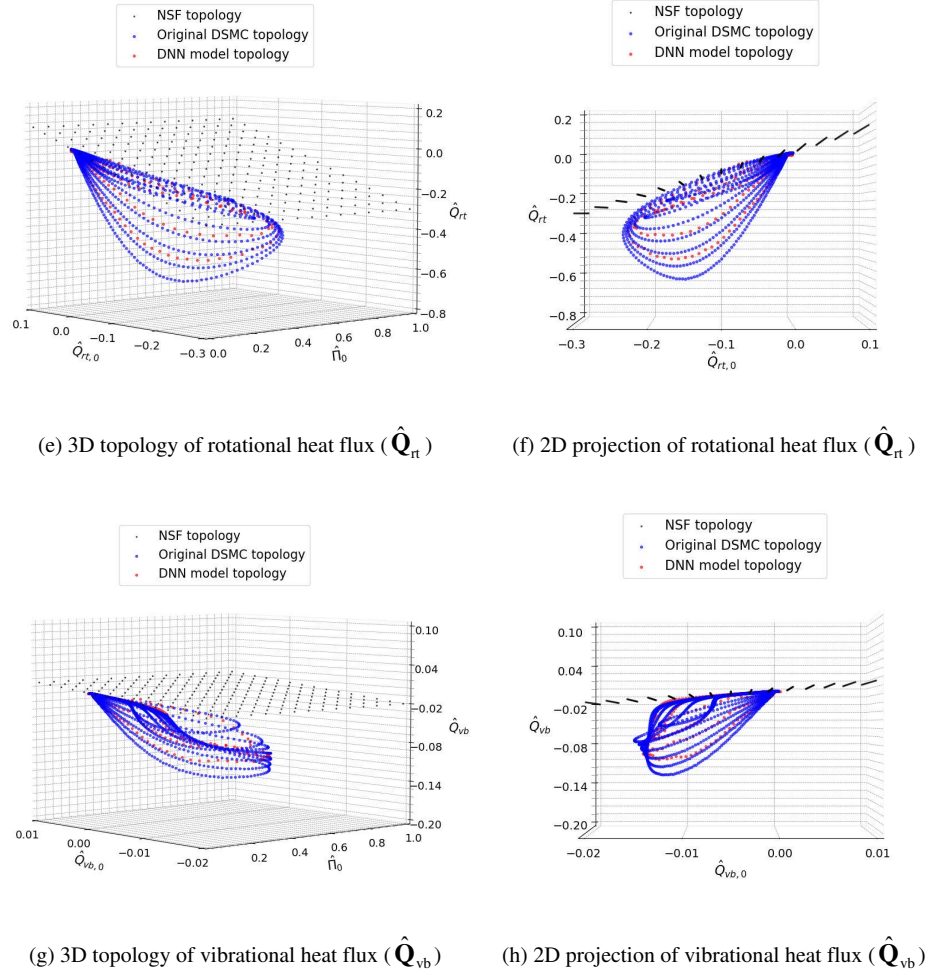 NSF topology
Original DSMC topology
DNN model topology
0.2
0.0
−0.2
−0.4
−0.6
−0.8
Q̂rt
0.1
0.0
−0.1
−0.2
−0.3
Q̂rt,0
0.0
0.2
0.4
0.6
0.8
1.0
Π̂0
NSF topology
Original DSMC topology
DNN model topology
0.2
0.0
−0.2
−0.4
−0.6
−0.8
Q̂rt
−0.3
−0.2
−0.1
0.0
0.1
Q̂rt,0
(e) 3D topology of rotational heat flux ( Q̂rt )
(f) 2D projection of rotational heat flux ( Q̂rt )
NSF topology
Original DSMC topology
DNN model topology
0.10
0.04
−0.02
−0.08
−0.14
−0.20
Q̂vb
0.01
0.00
−0.01
−0.02
Q̂vb,0
0.2
0.4
0.6
0.8
1.0
Π̂0
NSF topology
Original DSMC topology
DNN model topology
0.10
0.04
−0.02
−0.08
−0.14
−0.20
Q̂vb
−0.02
−0.01
0.00
0.01
Q̂vb,0
(g) 3D topology of vibrational heat flux ( Q̂vb )
(h) 2D projection of vibrational heat flux ( Q̂vb )